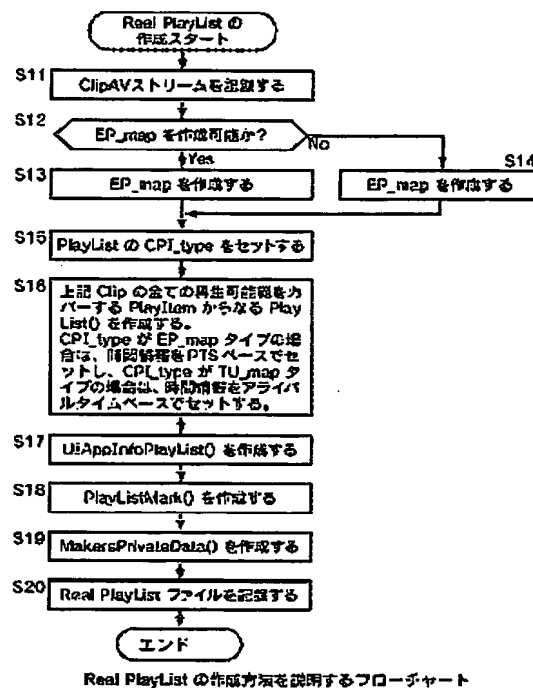 Real PlayList の
作成スタート
S11
ClipAVストリームを記録する
S12
EP_map を作成可能か?
No
Yes
S13
EP_map を作成する
S14
EP_map を作成する
S15
PlayList の CPI_type をセットする
S16
上記 Clip の全ての再生可能範をカ
バーする PlayItem からなる Play
List() を作成する。
CPI_type が EP_map タイプの場
合は、時間情報をPTS ベースでセ
ットし、CPI_type が TU_map タ
イプの場合は、時間情報をアライバ
ルタイムベースでセットする。
S17
UiAppInfoPlayList() を作成する
S18
PlayListMark() を作成する
S19
MakersPrivateData() を作成する
S20
Real PlayList ファイルを記録する
エンド
Real PlayList の作成方法を説明するフローチャート